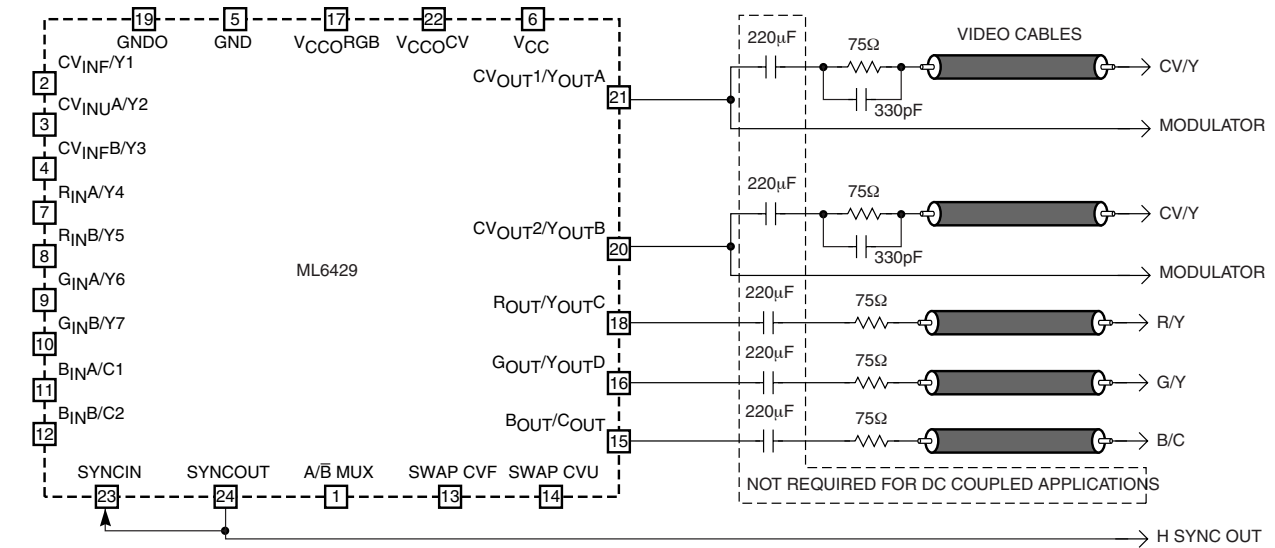 19 5 17 22 6
GNDO GND VCCORGB VCCOCV VCC
2 CVINF/Y1
3 CVINUA/Y2
4 CVINFB/Y3
7 RINA/Y4
8 RINB/Y5
9 GINA/Y6
10 GINB/Y7
11 BINA/C1
12 BINB/C2
ML6429
CVOUT1/YOUTA 21
CVOUT2/YOUTB 20
ROUT/YOUTC 18
GOUT/YOUTD 16
BOUT/COUT 15
SYNCIN SYNCOUT A/B̅ MUX SWAP CVF SWAP CVU
23 24 1 13 14
220µF 75Ω VIDEO CABLES
CV/Y
330pF
MODULATOR
220µF 75Ω
CV/Y
330pF
MODULATOR
220µF 75Ω
R/Y
220µF 75Ω
G/Y
220µF 75Ω
B/C
NOT REQUIRED FOR DC COUPLED APPLICATIONS
H SYNC OUT